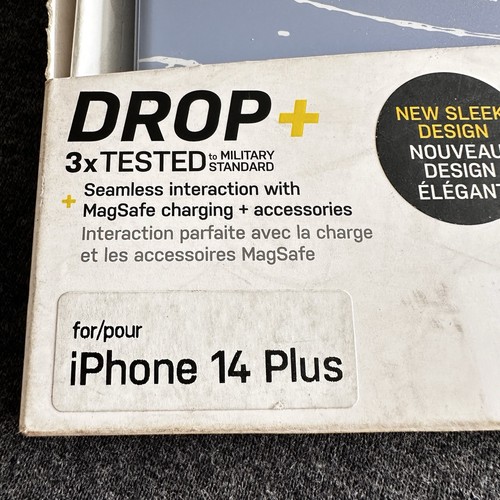 DROP+
3x TESTED to MILITARY STANDARD
+ Seamless interaction with
MagSafe charging + accessories
Interaction parfaite avec la charge
et les accessoires MagSafe
NEW SLEEK
DESIGN
NOUVEAU
DESIGN
ÉLÉGANT
for/pour
iPhone 14 Plus